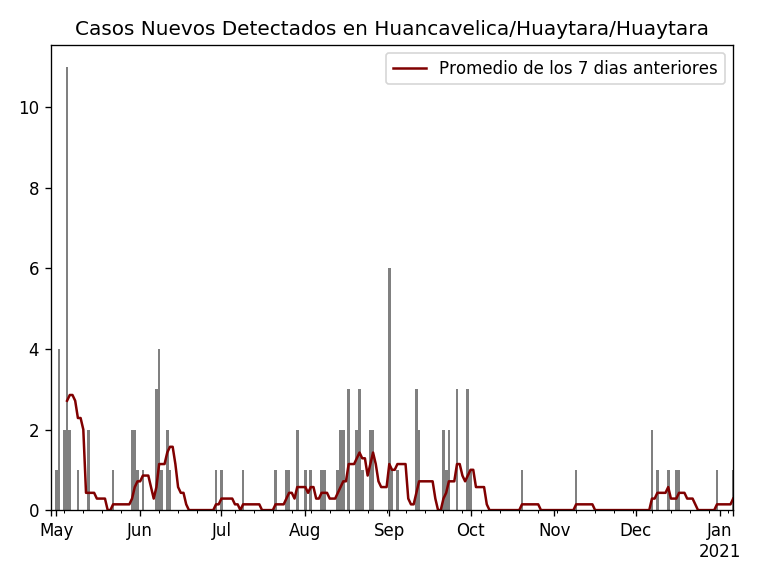 Casos Nuevos Detectados en Huancavelica/Huaytara/Huaytara
Promedio de los 7 dias anteriores
10
8
6
4
2
0
May Jun Jul Aug Sep Oct Nov Dec Jan
2021